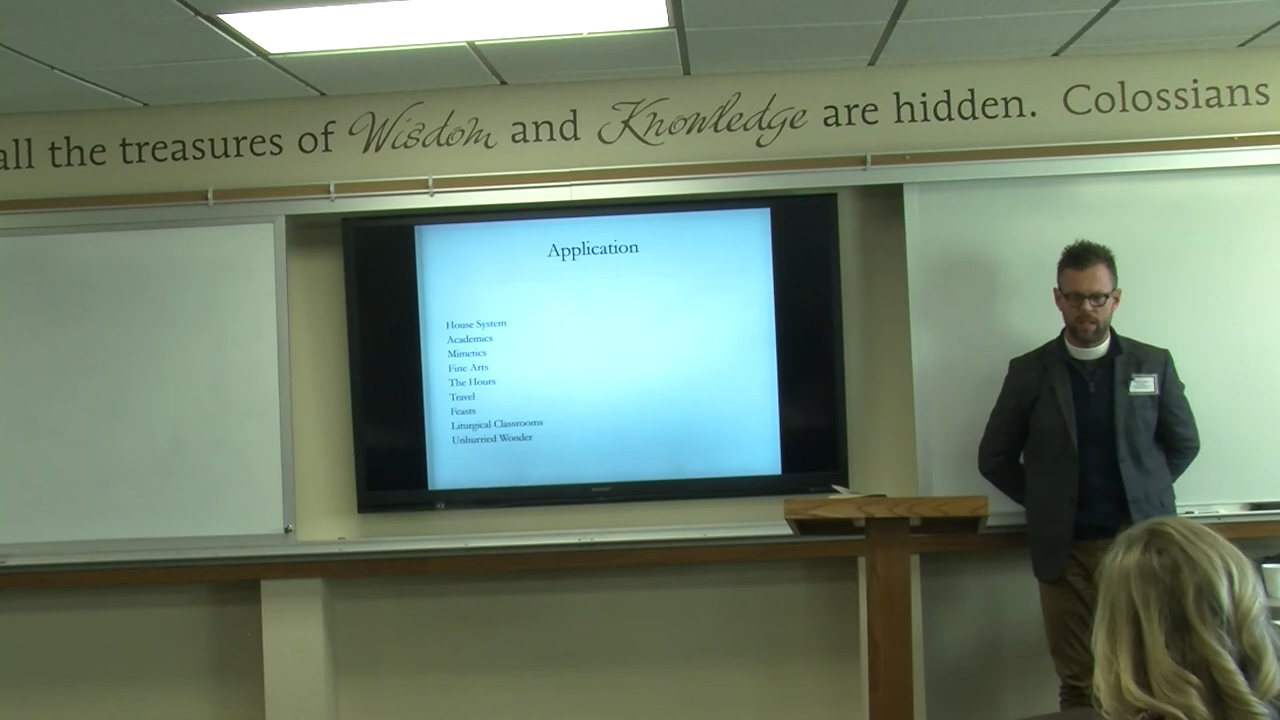 all the treasures of Wisdom and Knowledge are hidden. Colossians
Application
House System
Academics
Mimetics
Fine Arts
The Hours
Travel
Feasts
Liturgical Classrooms
Unhurried Wonder